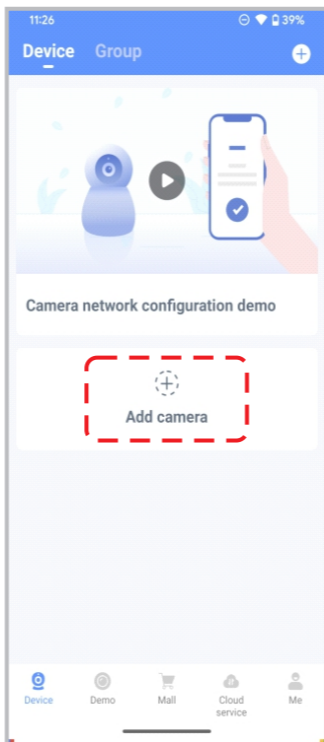 11:26
39%
Device Group
Camera network configuration demo
Add camera
Device
Demo
Mall
Cloud
service
Me